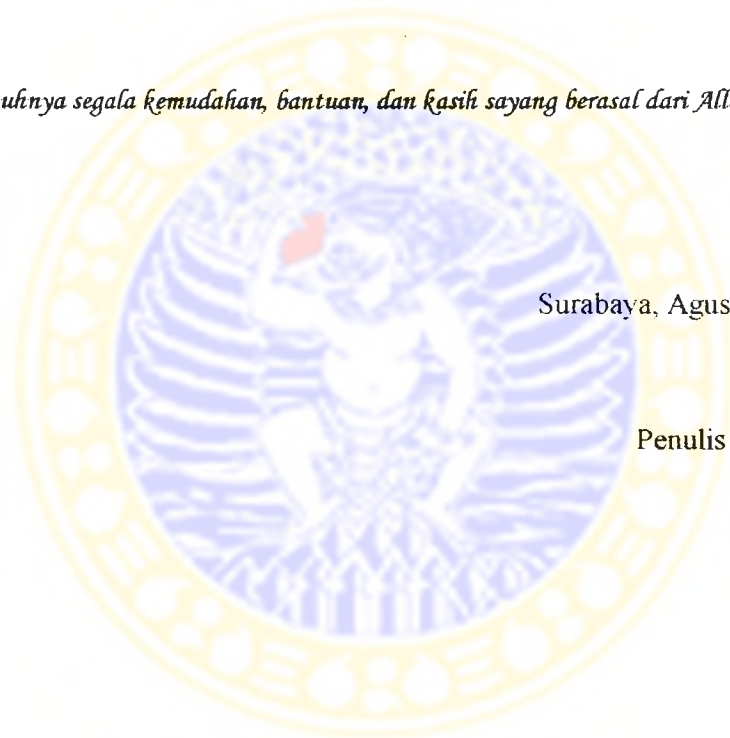 uhnya segala kemudahan, bantuan, dan kasih sayang berasal dari All
Surabaya, Agus
Penulis